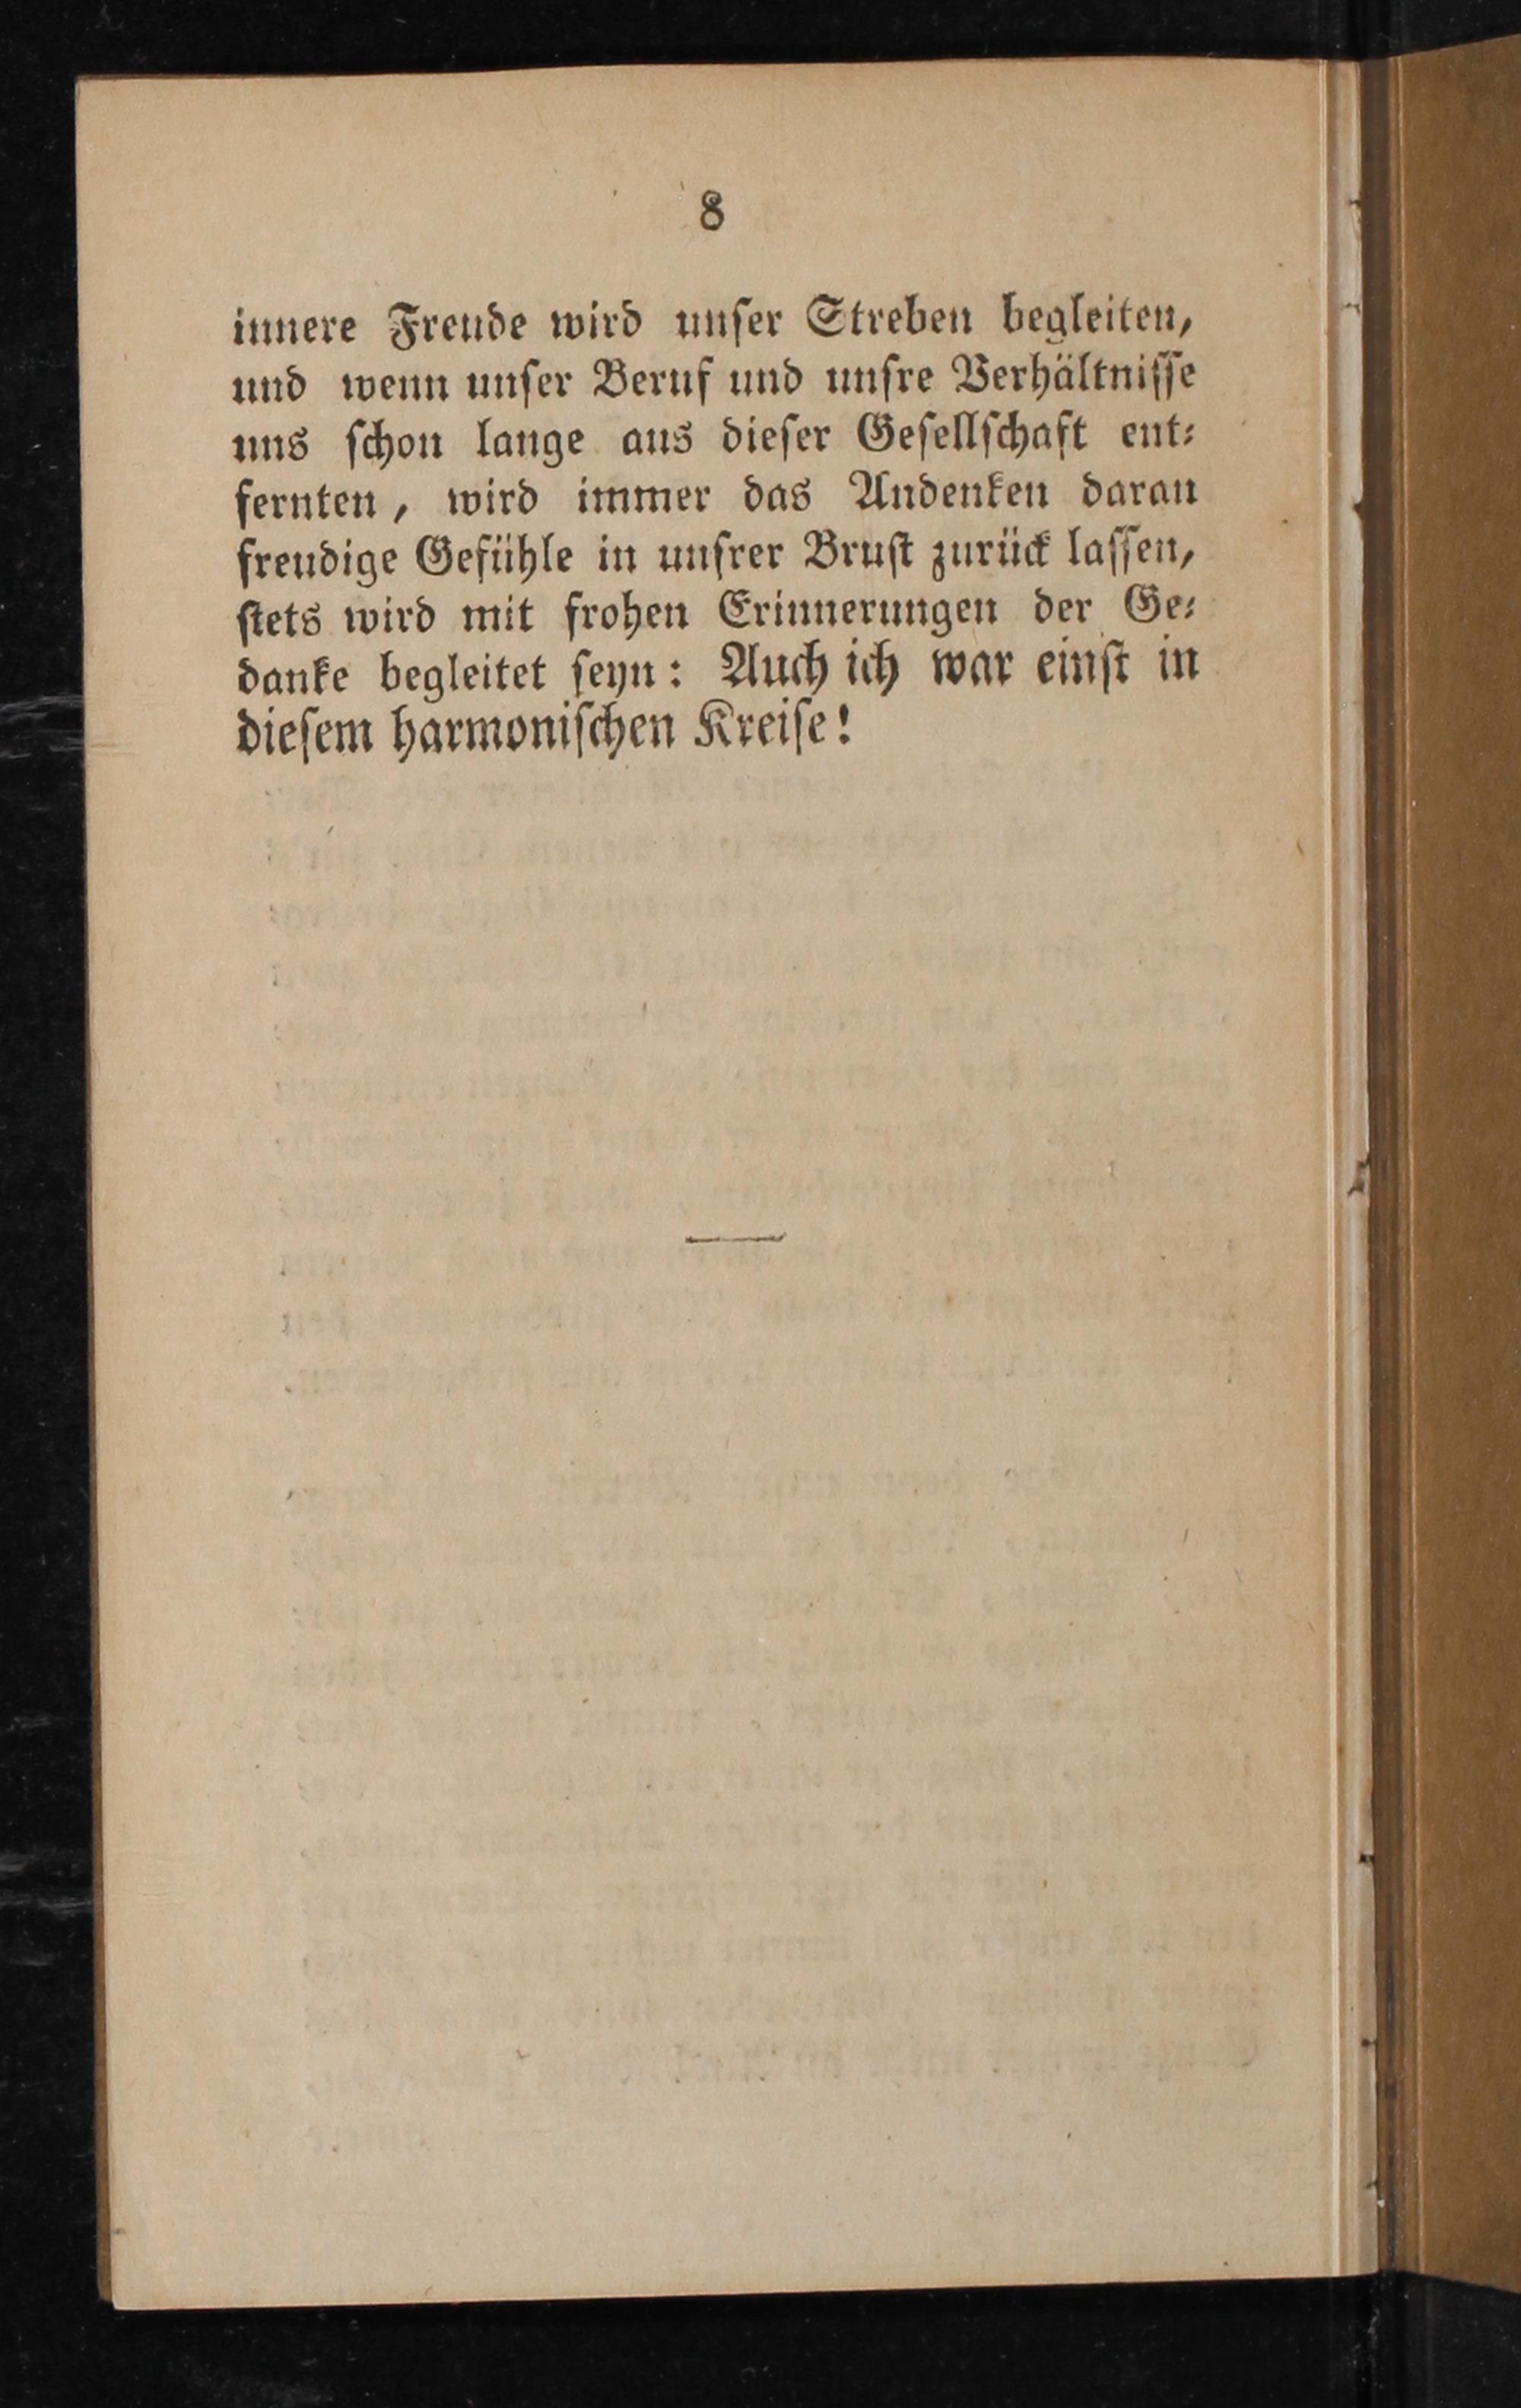 8
innere Freude wird unſer Streben begleiten,
und wenn unſer Beruf und unſre Verhältniſſe
uns ſchon lange aus dieſer Geſellſchaft ent⸗
fernten, wird immer das Andenken daran
freudige Gefühle in unſrer Bruſt zurück laſſen,
ſtets wird mit frohen Erinnerungen der Ge⸗
danke begleitet ſeyn: Auch ich war einſt in
dieſem harmoniſchen Kreiſe!